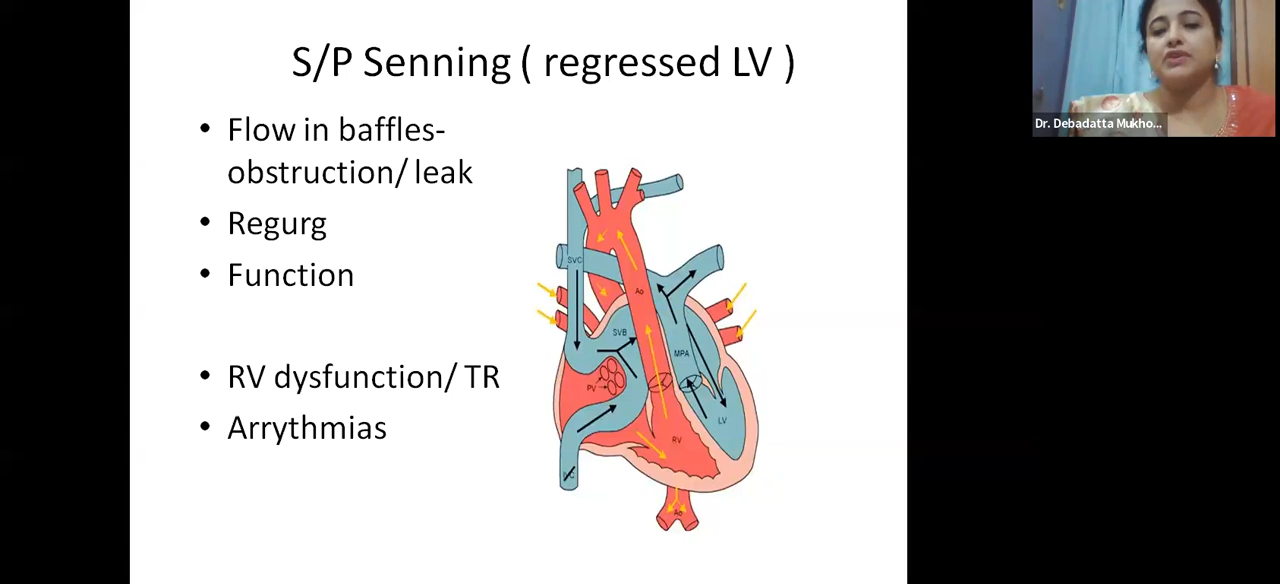 S/P Senning ( regressed LV )
• Flow in baffles-
obstruction/ leak
• Regurg
• Function
• RV dysfunction/ TR
• Arrythmias
SVC
Ao
SVB
MPA
PV
LV
RV
Ao
Dr. Debadatta Mukho...